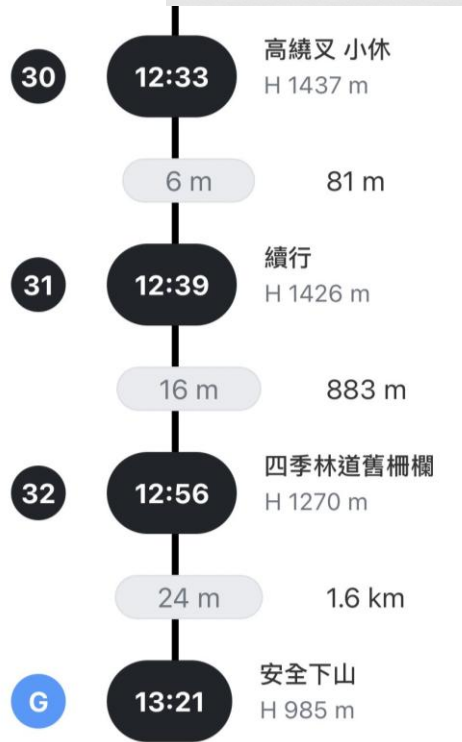 30
12:33
高繞叉 小休
H 1437 m
6 m
81 m
31
12:39
續行
H 1426 m
16 m
883 m
32
12:56
四季林道舊柵欄
H 1270 m
24 m
1.6 km
G
13:21
安全下山
H 985 m